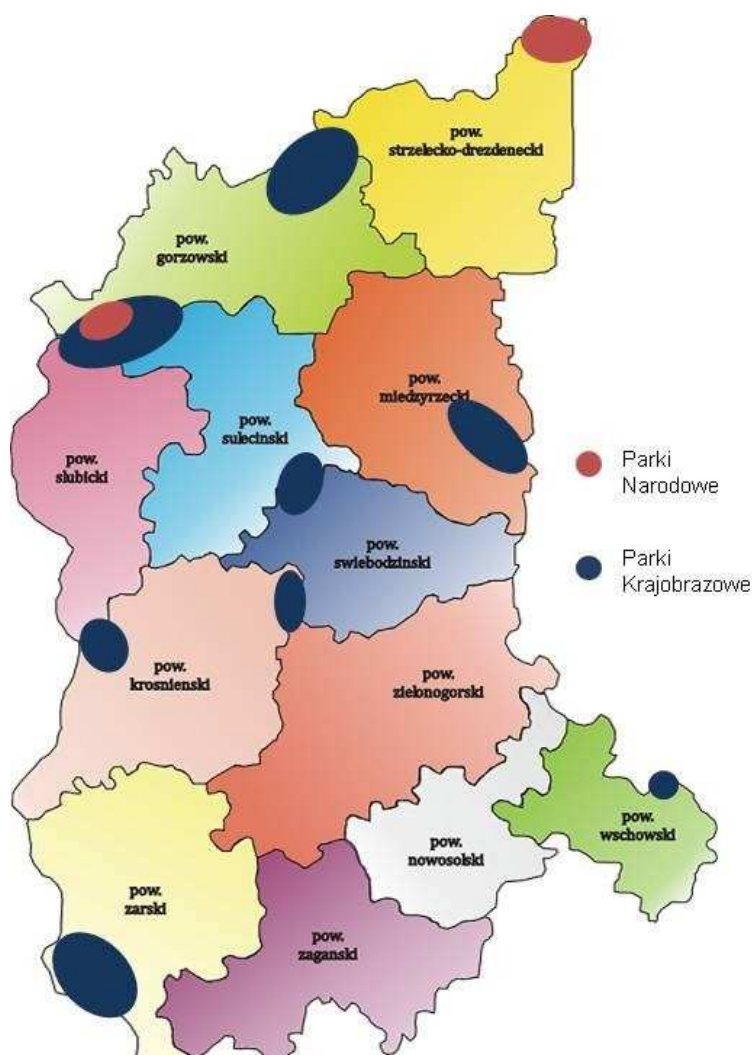 pow.
strzelecko-drezdenecki
pow.
gorzowski
pow.
miedzyrzecki
pow.
sulecinski
pow.
slubicki
pow.
swiebodzinski
pow.
krosnienski
pow.
zielonogorski
pow.
wschowski
pow.
nowosolski
pow.
zarski
pow.
zaganski
Parki
Narodowe
Parki
Krajobrazowe